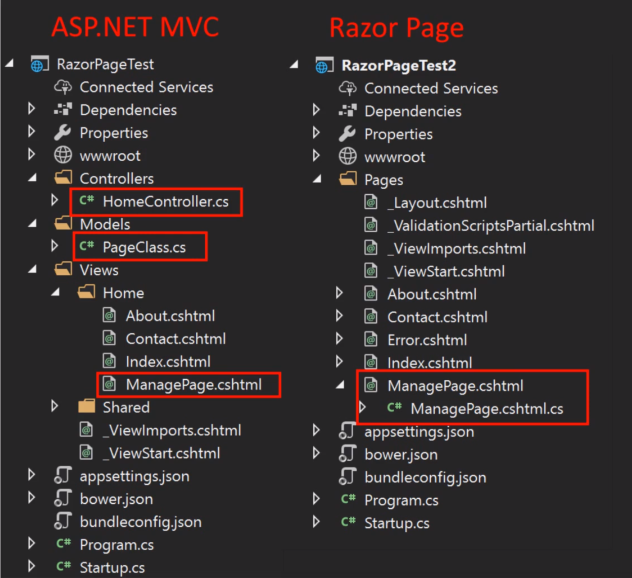 ASP.NET MVC
RazorPageTest
Connected Services
Dependencies
Properties
wwwroot
Controllers
C# HomeController.cs
Models
C# PageClass.cs
Views
Home
About.cshtml
Contact.cshtml
Index.cshtml
ManagePage.cshtml
Shared
_ViewImports.cshtml
_ViewStart.cshtml
appsettings.json
bower.json
bundleconfig.json
C# Program.cs
C# Startup.cs
Razor Page
RazorPageTest2
Connected Services
Dependencies
Properties
wwwroot
Pages
_Layout.cshtml
_ValidationScriptsPartial.cshtml
_ViewImports.cshtml
_ViewStart.cshtml
About.cshtml
Contact.cshtml
Error.cshtml
Index.cshtml
ManagePage.cshtml
C# ManagePage.cshtml.cs
appsettings.json
bower.json
bundleconfig.json
C# Program.cs
C# Startup.cs